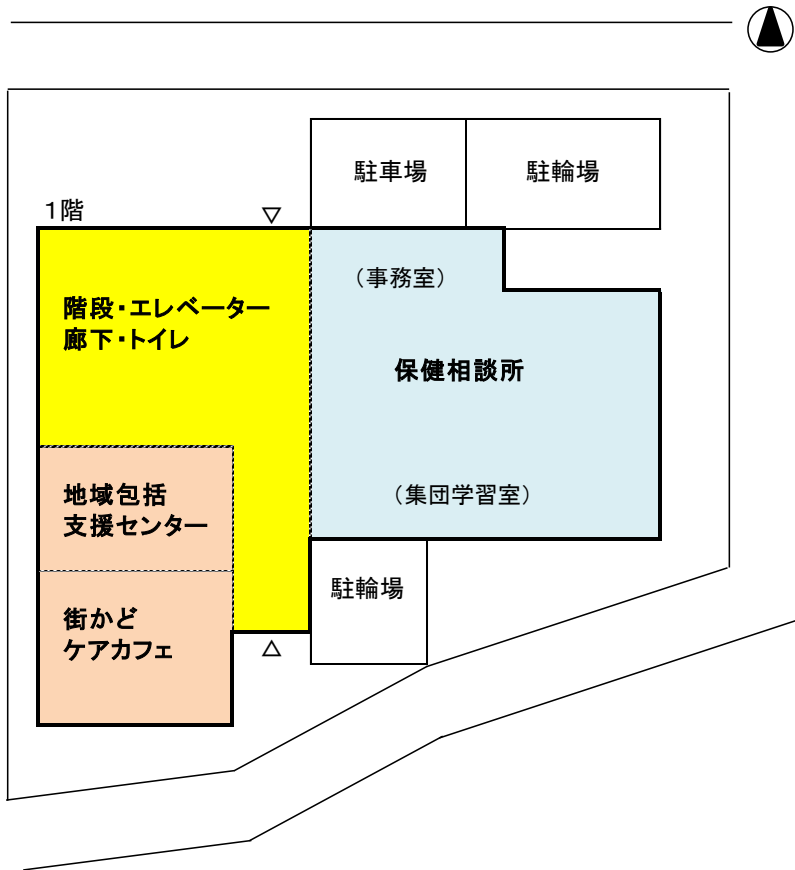 駐車場
駐輪場
１階
（事務室）
階段・エレベーター
廊下・トイレ
保健相談所
地域包括
支援センター
（集団学習室）
駐輪場
街かど
ケアカフェ